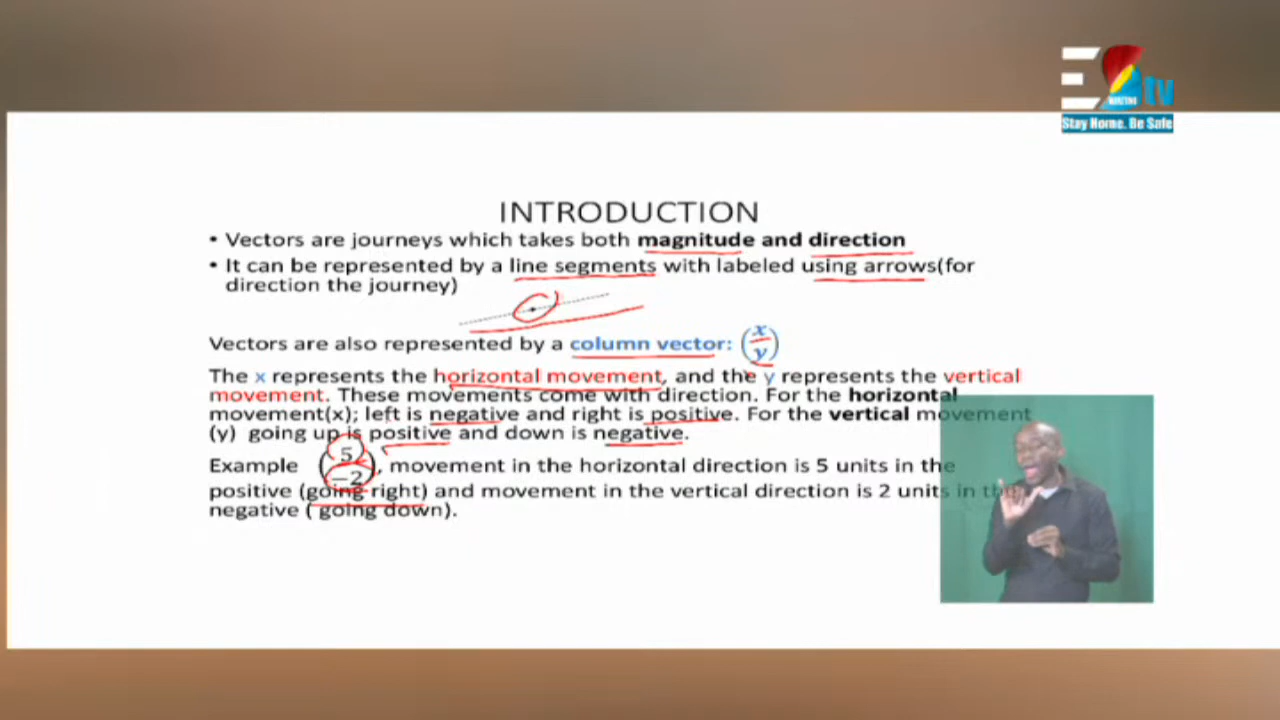 tv
Stay Home. Be Safe
INTRODUCTION
• Vectors are journeys which takes both magnitude and direction
• It can be represented by a line segments with labeled using arrows(for
direction the journey)
Vectors are also represented by a column vector: (x
y)
The x represents the horizontal movement, and the y represents the vertical
movement. These movements come with direction. For the horizontal
movement(x); left is negative and right is positive. For the vertical movement
(y) going up is positive and down is negative.
Example (5
−2), movement in the horizontal direction is 5 units in the
positive (going right) and movement in the vertical direction is 2 units in the
negative ( going down).